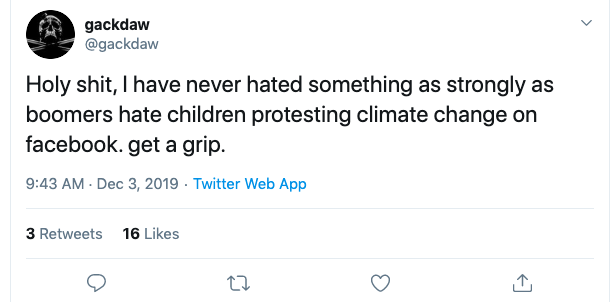 gackdaw
@gackdaw
Holy shit, I have never hated something as strongly as
boomers hate children protesting climate change on
facebook. get a grip.
9:43 AM · Dec 3, 2019 · Twitter Web App
3 Retweets 16 Likes